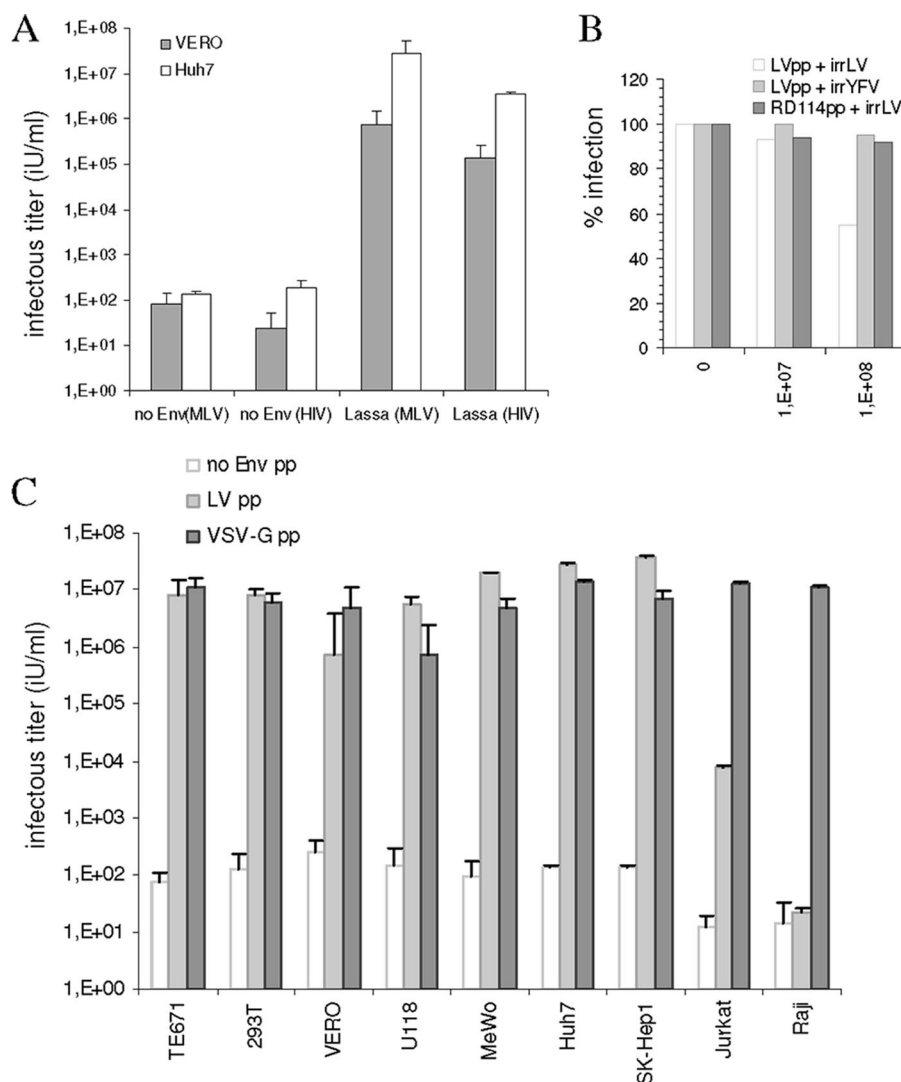 A
VERO
Huh7
infectous titer (iU/ml)
1,E+08
1,E+07
1,E+06
1,E+05
1,E+04
1,E+03
1,E+02
1,E+01
1,E+00
no Env(MLV)
no Env (HIV)
Lassa (MLV)
Lassa (HIV)
B
LVpp + irrLV
LVpp + irrYFV
RD114pp + irrLV
% infection
120
100
80
60
40
20
0
0
1,E+07
1,E+08
C
no Env pp
LV pp
VSV-G pp
infectous titer (iU/ml)
1,E+08
1,E+07
1,E+06
1,E+05
1,E+04
1,E+03
1,E+02
1,E+01
1,E+00
TE671
293T
VERO
U118
MeWo
Huh7
SK-Hep1
Jurkat
Raji